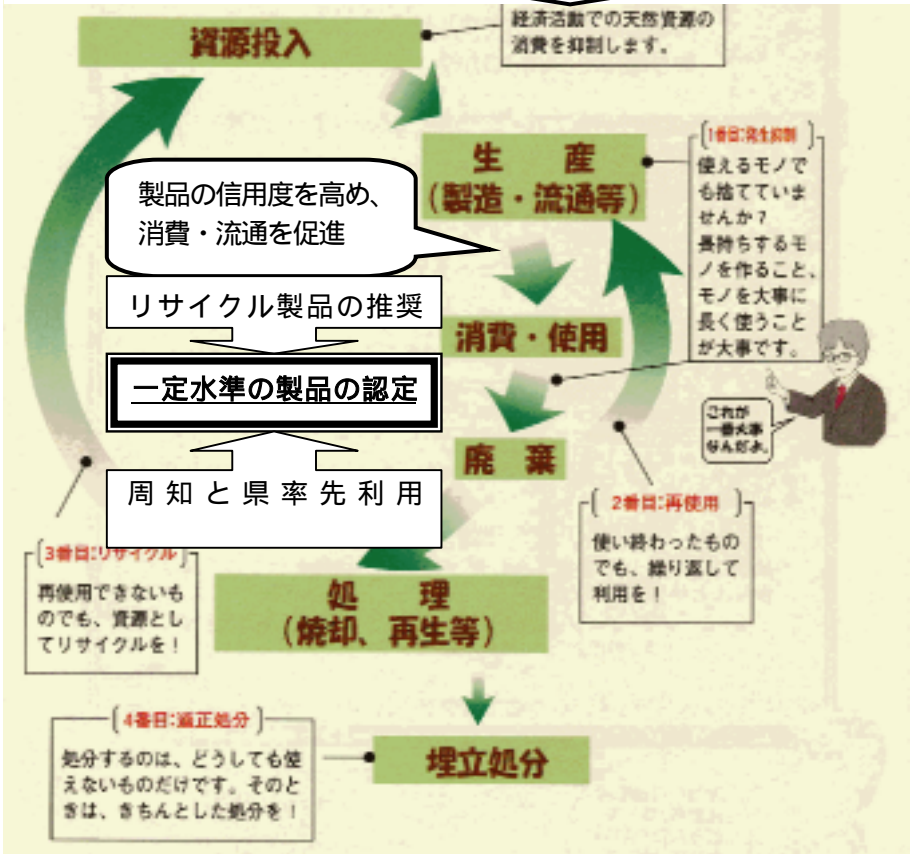 経済活動での天然資源の
消費を抑制します。
資源投入
生　産
(製造・流通等)
[1番目:発生抑制]
使えるモノで
も捨てていま
せんか？
長持ちするモ
ノを作ること、
モノを大事に
長く使うこと
が大事です。
製品の信用度を高め、
消費・流通を促進
リサイクル製品の推奨
一定水準の製品の認定
周知と県率先利用
消費・使用
これが
一番大事
なんだよ。
廃　棄
[2番目:再使用]
使い終わったもの
でも、繰り返して
利用を！
[3番目:リサイクル]
再使用できないも
のでも、資源とし
てリサイクルを！
処　理
(焼却、再生等)
[4番目:適正処分]
処分するのは、どうしても使
えないものだけです。そのと
きは、きちんとした処分を！
埋立処分